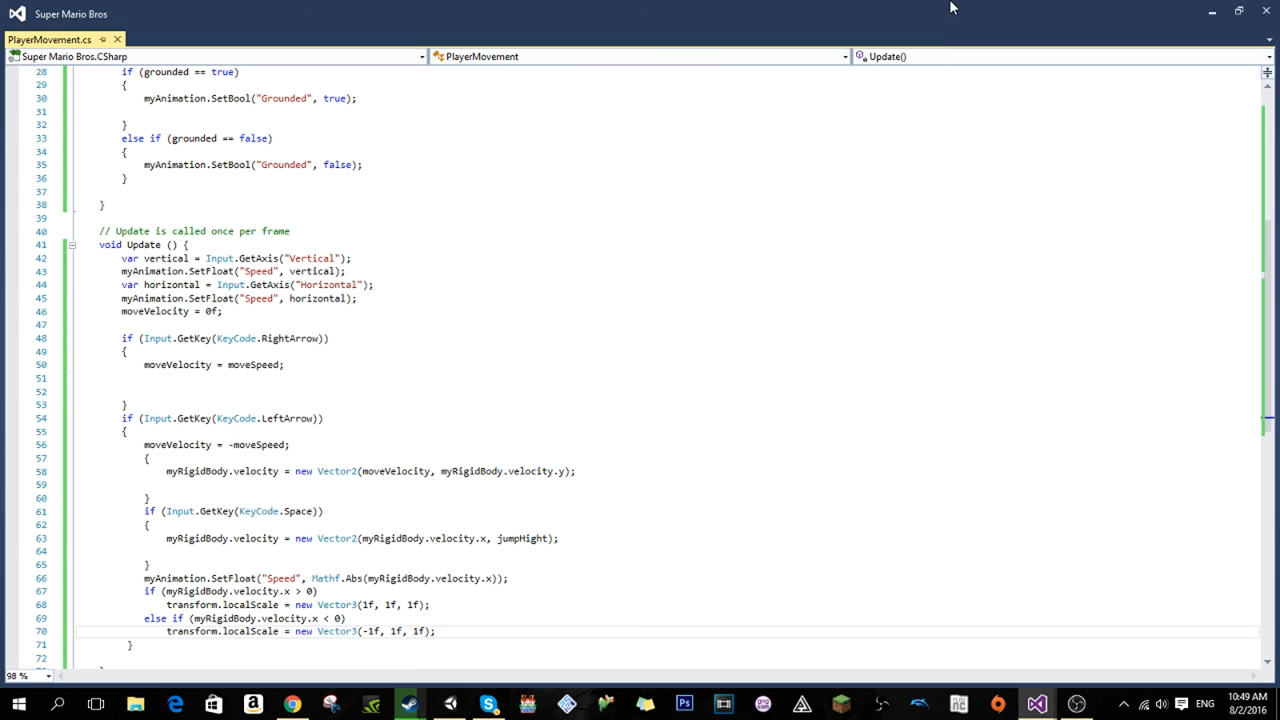 Super Mario Bros
PlayerMovement.cs
Super Mario Bros.CSharp
PlayerMovement
Update()
28 if (grounded == true)
29 {
30 myAnimation.SetBool("Grounded", true);
31
32 }
33 else if (grounded == false)
34 {
35 myAnimation.SetBool("Grounded", false);
36 }
37
38 }
39
40 // Update is called once per frame
41 void Update () {
42 var vertical = Input.GetAxis("Vertical");
43 myAnimation.SetFloat("Speed", vertical);
44 var horizontal = Input.GetAxis("Horizontal");
45 myAnimation.SetFloat("Speed", horizontal);
46 moveVelocity = 0f;
47
48 if (Input.GetKey(KeyCode.RightArrow))
49 {
50 moveVelocity = moveSpeed;
51
52
53 }
54 if (Input.GetKey(KeyCode.LeftArrow))
55 {
56 moveVelocity = -moveSpeed;
57 {
58 myRigidBody.velocity = new Vector2(moveVelocity, myRigidBody.velocity.y);
59
60 }
61 if (Input.GetKey(KeyCode.Space))
62 {
63 myRigidBody.velocity = new Vector2(myRigidBody.velocity.x, jumpHight);
64
65 }
66 myAnimation.SetFloat("Speed", Mathf.Abs(myRigidBody.velocity.x));
67 if (myRigidBody.velocity.x > 0)
68 transform.localScale = new Vector3(1f, 1f, 1f);
69 else if (myRigidBody.velocity.x < 0)
70 transform.localScale = new Vector3(-1f, 1f, 1f);
71 }
72
98 %
Ps
ENG
10:49 AM
8/2/2016